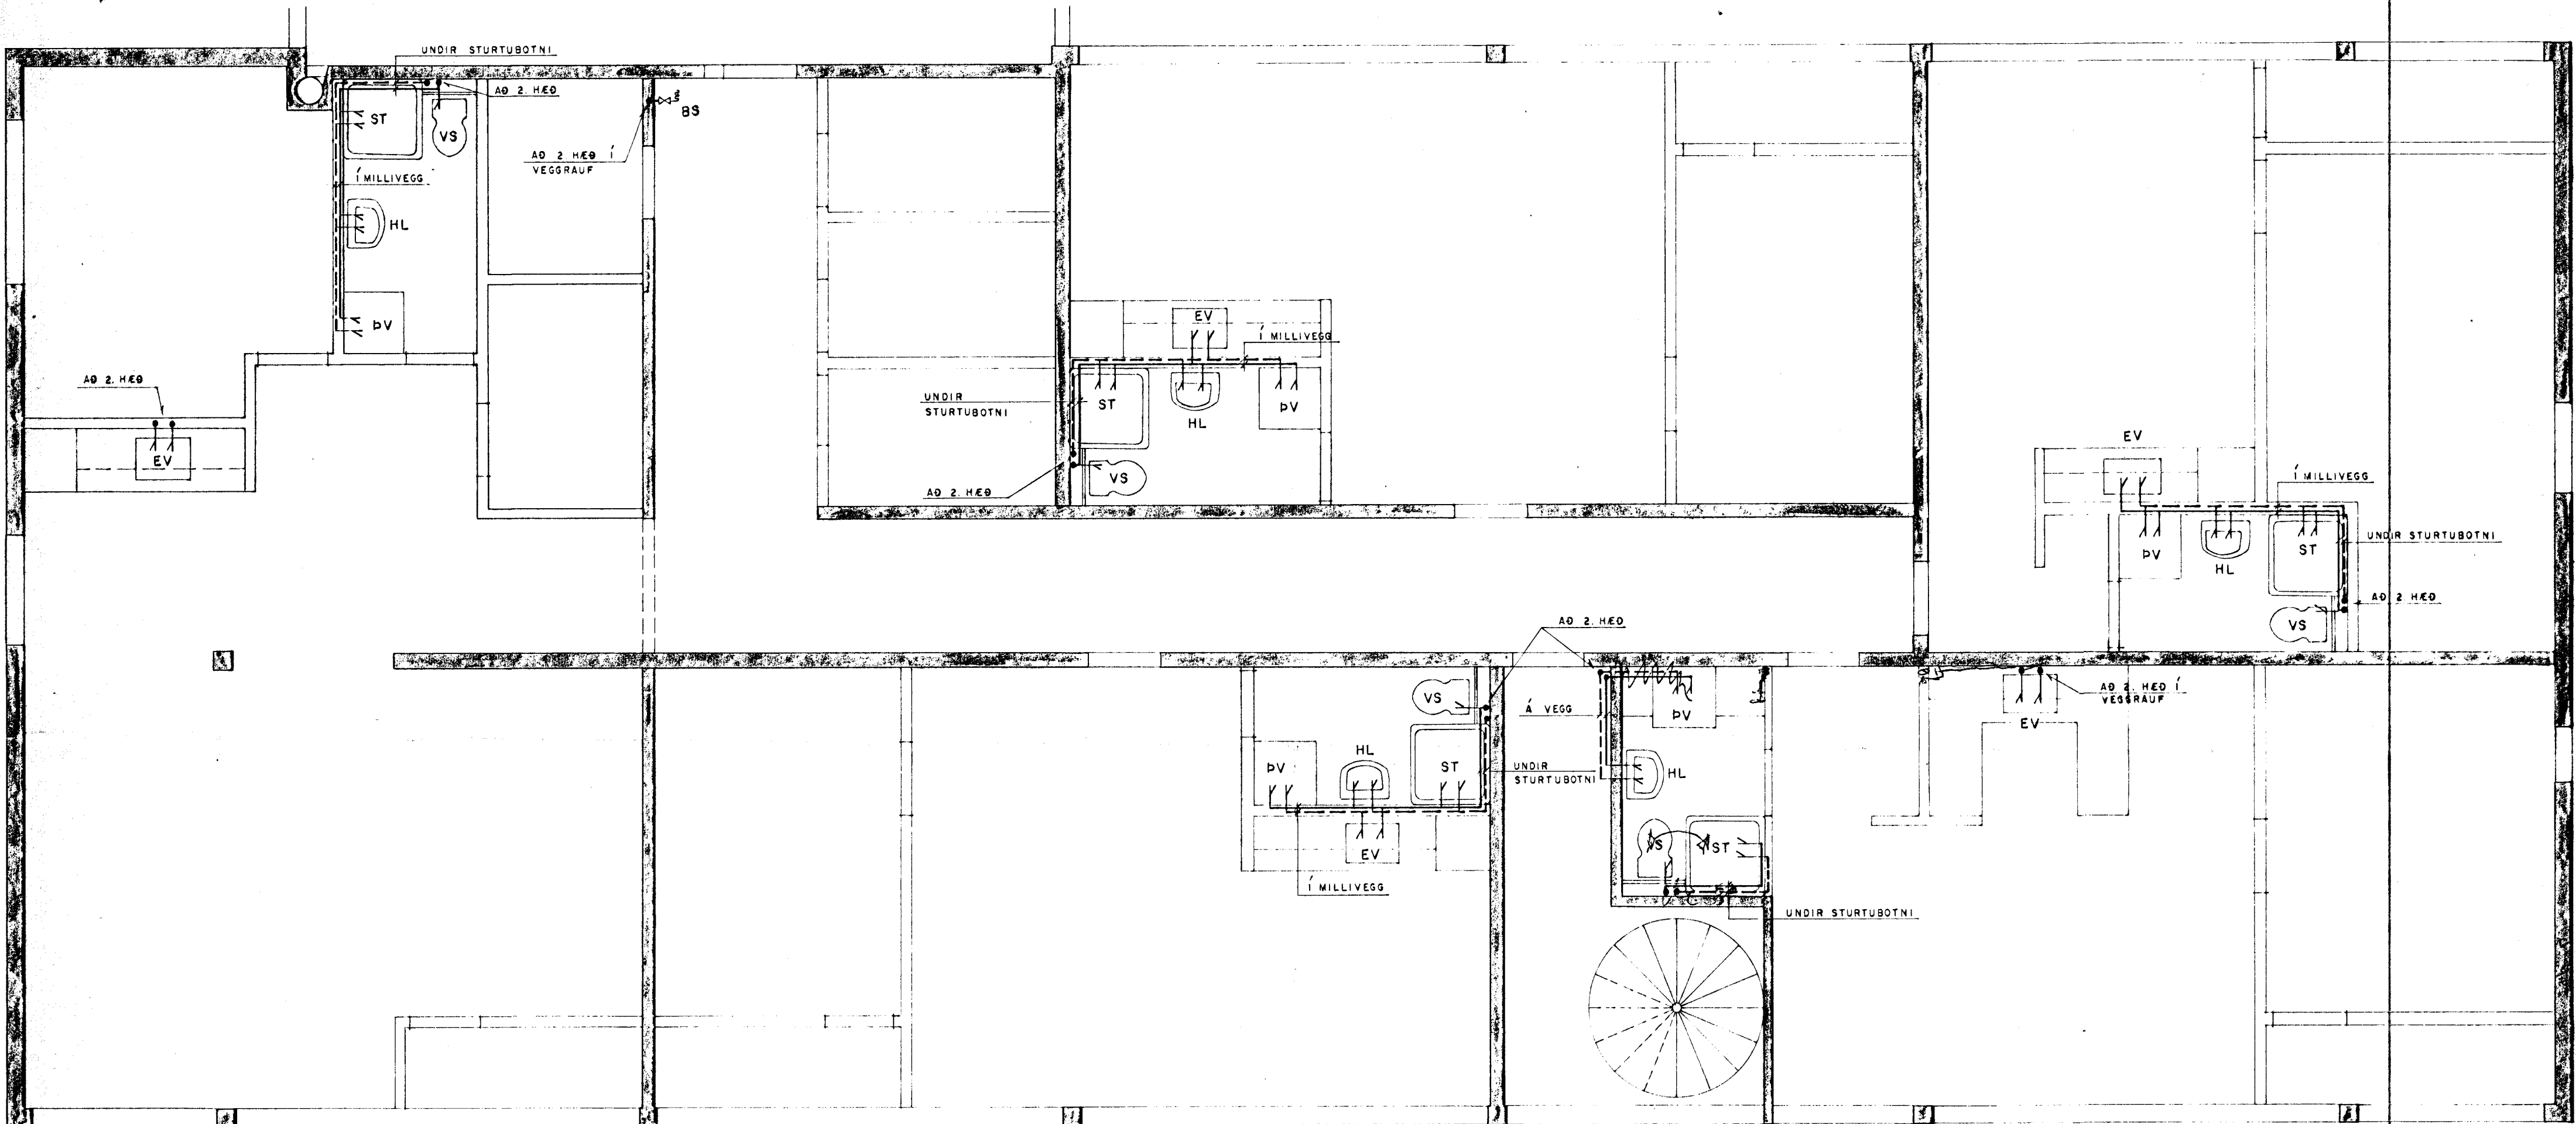 UNDIR STURTUBOTNI
AÐ 2. HÆÐ
ST
VS
BS
AÐ 2 HÆÐ Í
VEGGRAUF
Í MILLIVEGG
HL
ÞV
AÐ 2. HÆÐ
EV
EV
Í MILLIVEGG
UNDIR
STURTUBOTNI
ST
HL
ÞV
VS
AÐ 2. HÆÐ
EV
Í MILLIVEGG
UNDIR STURTUBOTNI
ÞV
HL
ST
AÐ 2 HÆÐ
VS
AÐ 2. HÆÐ
VS
Á VEGG
ÞV
AÐ 2. HÆÐ Í
VEGGRAUF
EV
ÞV
HL
ST
UNDIR
STURTUBOTNI
HL
EV
VS
ST
Í MILLIVEGG
UNDIR STURTUBOTNI